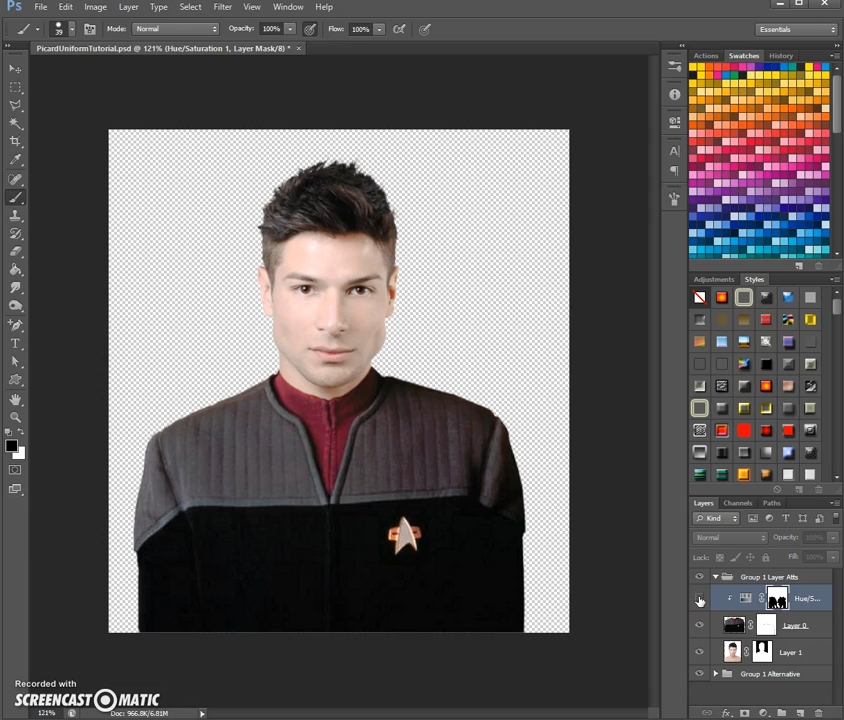 Ps File Edit Image Layer Type Select Filter View Window Help
39 Mode: Normal Opacity: 100% Flow: 100% Essentials
PicardUniformTutorial.psd @ 121% (Hue/Saturation 1, Layer Mask/8) * ×
Actions Swatches History
Adjustments Styles
Layers Channels Paths
Kind
Normal Opacity: 100%
Lock: Fill: 100%
Group 1 Layer Atts
Hue/S...
Layer 0
Layer 1
Group 1 Alternative
fx
Recorded with
SCREENCAST MATIC
121% Doc: 966.8K/6.81M